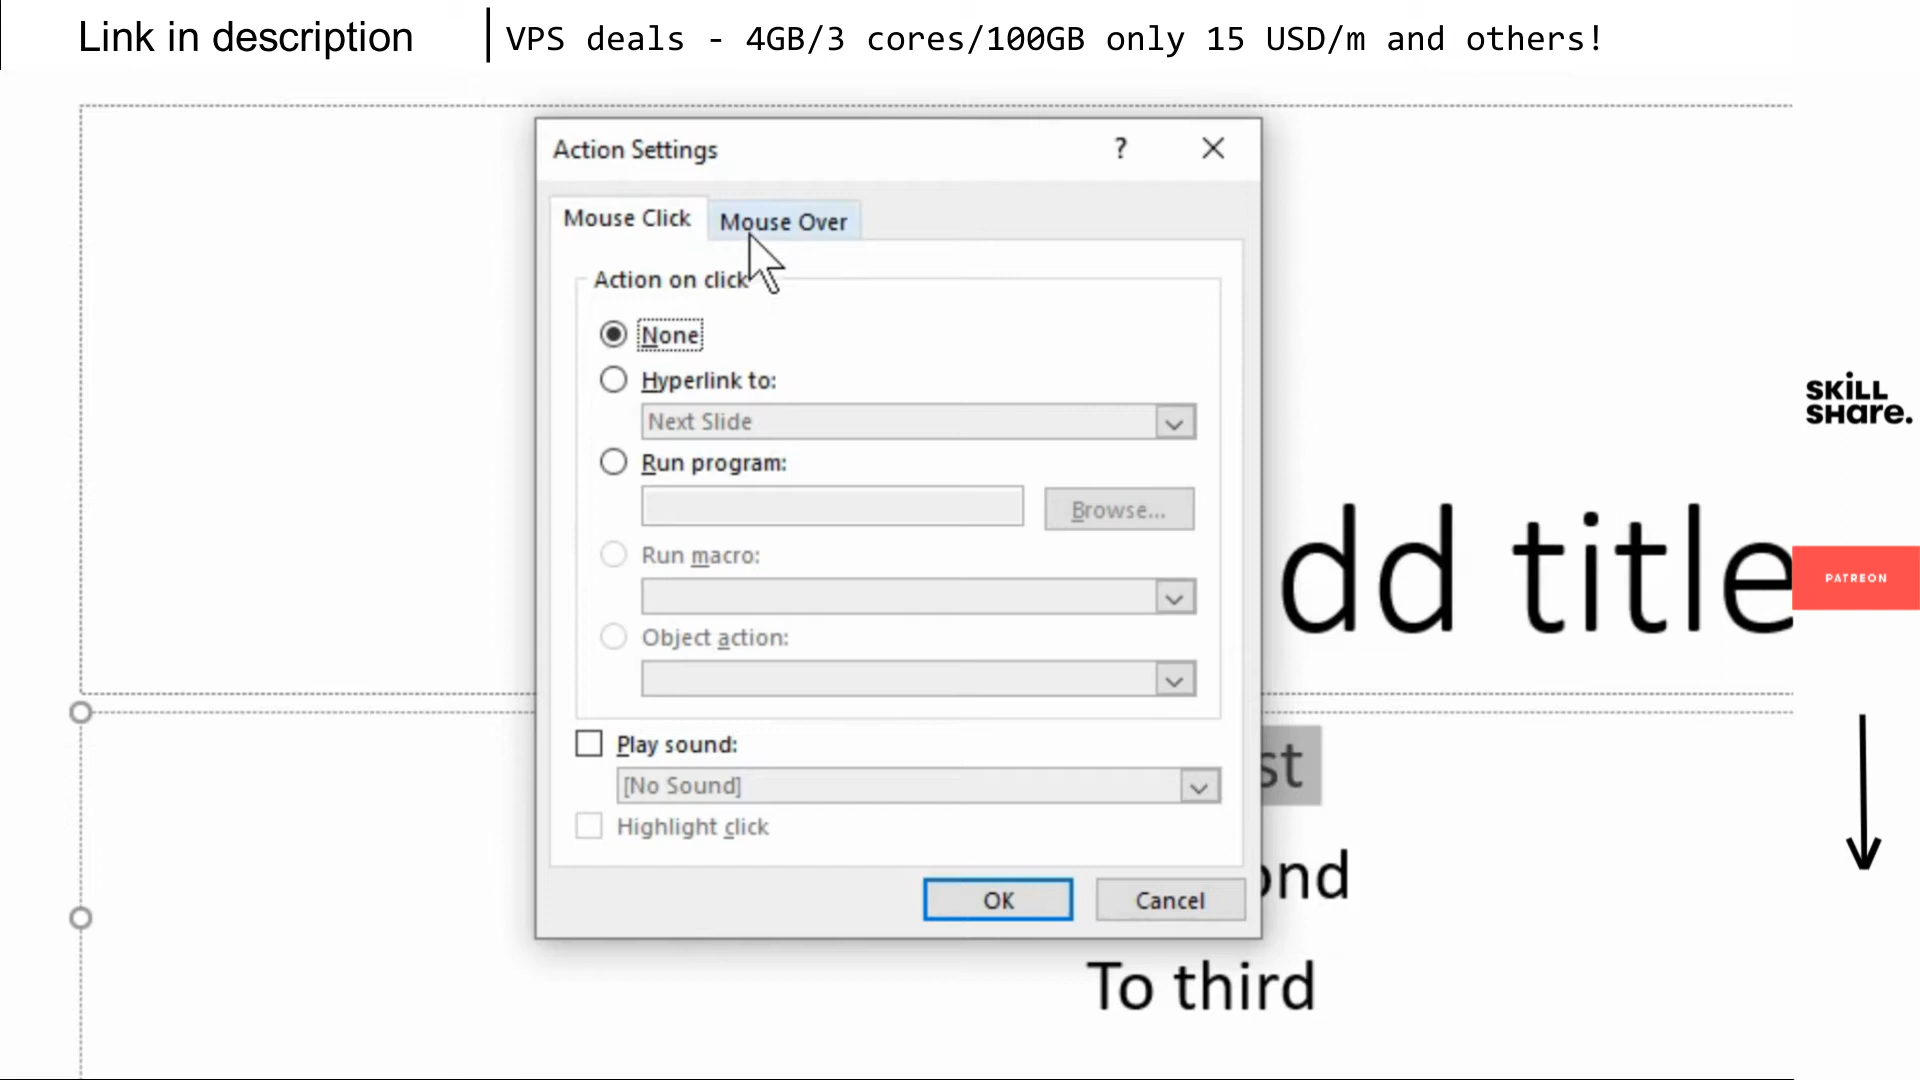 Link in description
VPS deals - 4GB/3 cores/100GB only 15 USD/m and others!
Action Settings
?
Mouse Click
Mouse Over
Action on click
None
Hyperlink to:
Next Slide
Run program:
Browse...
Run macro:
Object action:
Play sound:
[No Sound]
Highlight click
OK
Cancel
dd title
st
ond
To third
SKILL
SHARE.
PATREON